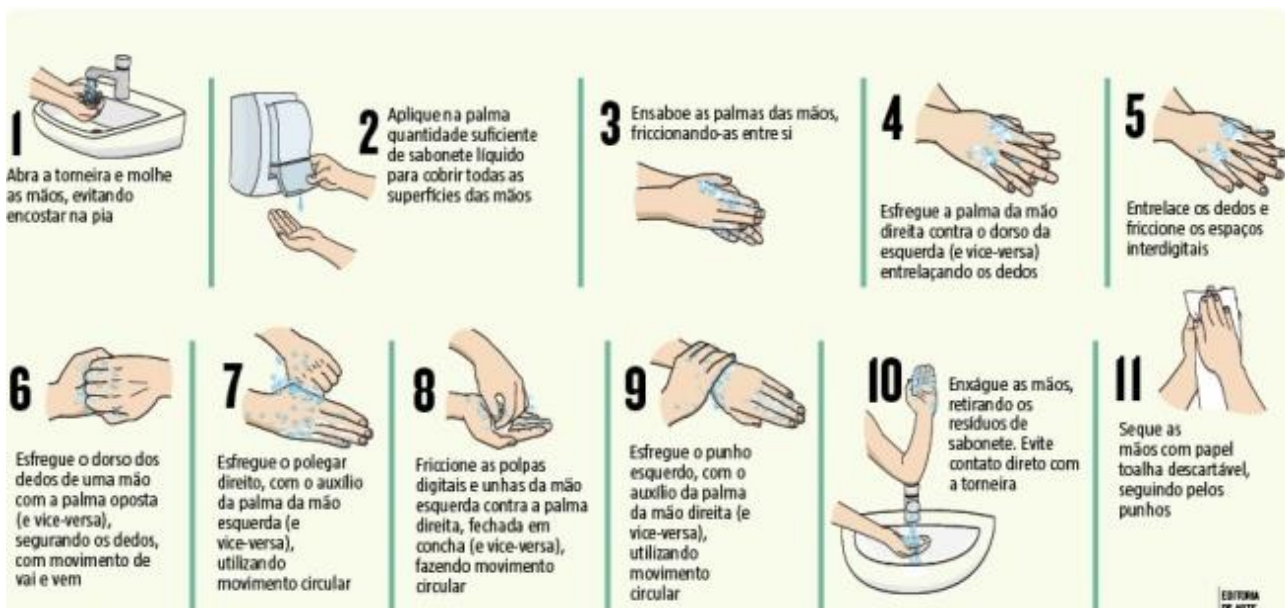 1
Abra a torneira e molhe
as mãos, evitando
encostar na pia
2
Aplique na palma
quantidade suficiente
de sabonete líquido
para cobrir todas as
superfícies das mãos
3
Ensaboe as palmas das mãos,
friccionando-as entre si
4
Esfregue a palma da mão
direita contra o dorso da
esquerda (e vice-versa)
entrelaçando os dedos
5
Entrelace os dedos e
friccione os espaços
interdigitais
6
Esfregue o dorso dos
dedos de uma mão
com a palma oposta
(e vice-versa),
segurando os dedos,
com movimento de
vai e vem
7
Esfregue o polegar
direito, com o auxílio
da palma da mão
esquerda (e
vice-versa),
utilizando
movimento circular
8
Friccione as polpas
digitais e unhas da mão
esquerda contra a palma
direita, fechada em
concha (e vice-versa),
fazendo movimento
circular
9
Esfregue o punho
esquerdo, com o
auxílio da palma
da mão direita (e
vice-versa),
utilizando
movimento
circular
10
Enxágue as mãos,
retirando os
resíduos de
sabonete. Evite
contato direto com
a torneira
11
Seque as
mãos com papel
toalha descartável,
seguindo pelos
punhos
EDITORIA
DE ARTE